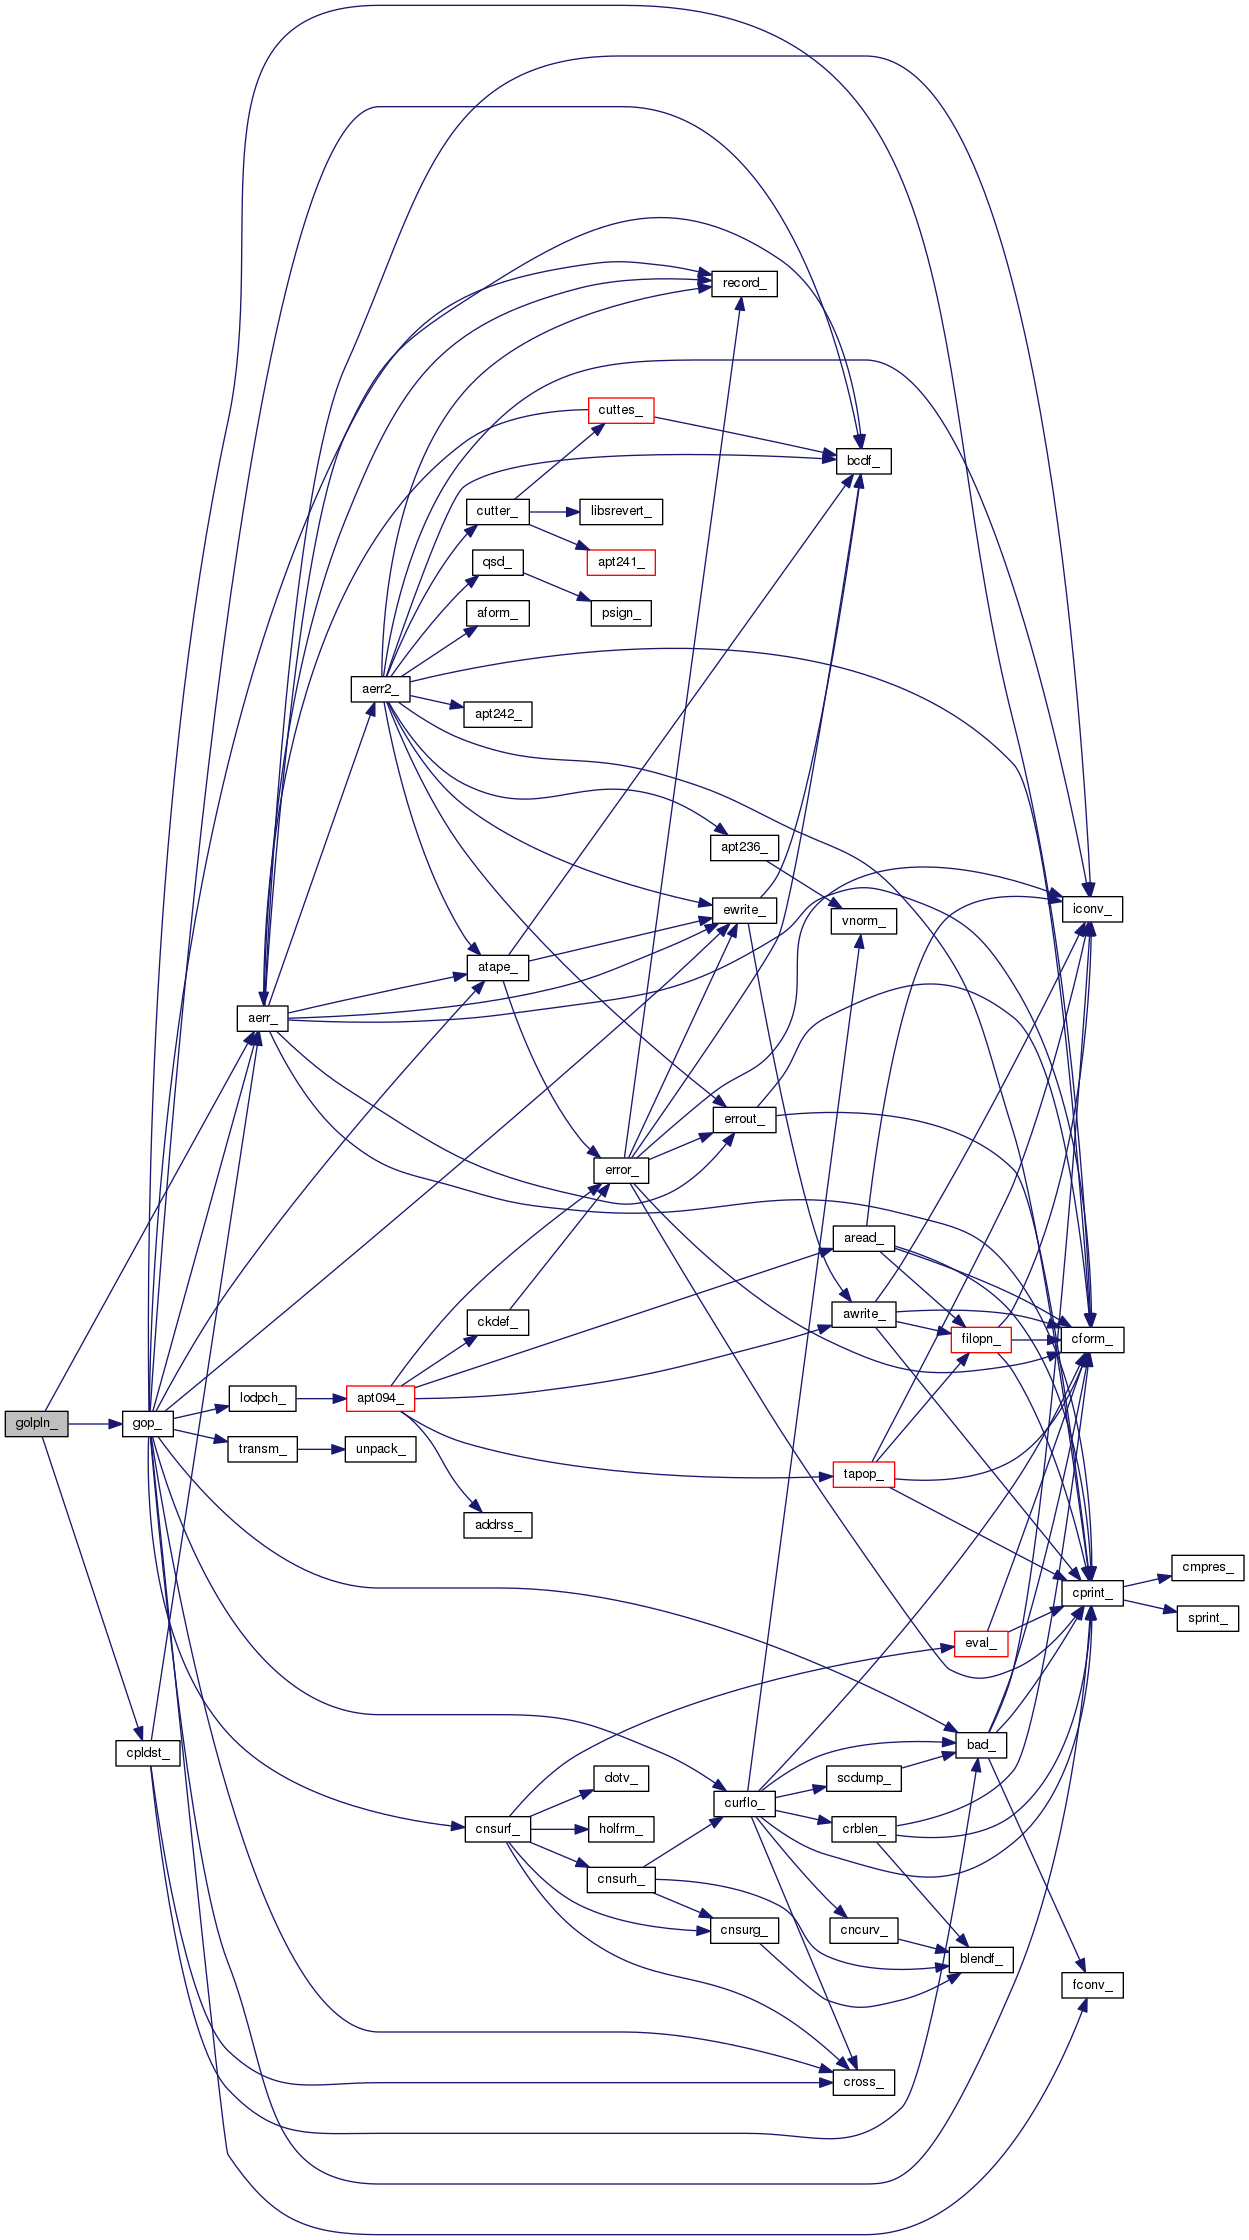 record_
cuttes_
bcdf_
cutter_
libsrevert_
qsd_
apt241_
aform_
psign_
aerr2_
apt242_
apt236_
ewrite_
iconv_
vnorm_
atape_
aerr_
errout_
error_
aread_
awrite_
ckdef_
filopn_
cform_
lodpch_
apt094_
golpln_
gop_
transm_
unpack_
tapop_
addrss_
cmpres_
cprint_
sprint_
eval_
bad_
cpldst_
dotv_
scdump_
curflo_
cnsurf_
holfrm_
crblen_
cnsurh_
cnsurg_
cncurv_
blendf_
fconv_
cross_